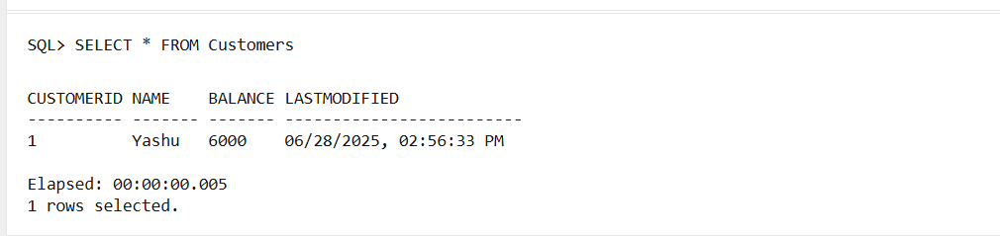 SQL> SELECT * FROM Customers
CUSTOMERID NAME    BALANCE LASTMODIFIED
---------- ------- ------- -------------------------
1          Yashu   6000    06/28/2025, 02:56:33 PM
Elapsed: 00:00:00.005
1 rows selected.